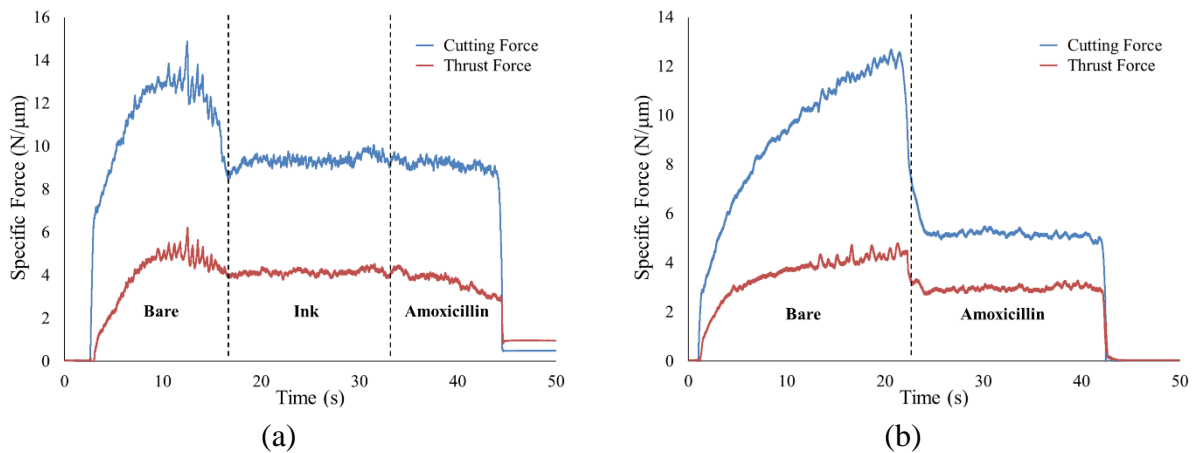 16
14
12
10
8
6
4
2
0
Specific Force (N/μm)
Cutting Force
Thrust Force
Bare
Ink
Amoxicillin
0 10 20 30 40 50
Time (s)
(a)
14
12
10
8
6
4
2
0
Specific Force (N/μm)
Cutting Force
Thrust Force
Bare
Amoxicillin
0 10 20 30 40 50
Time (s)
(b)